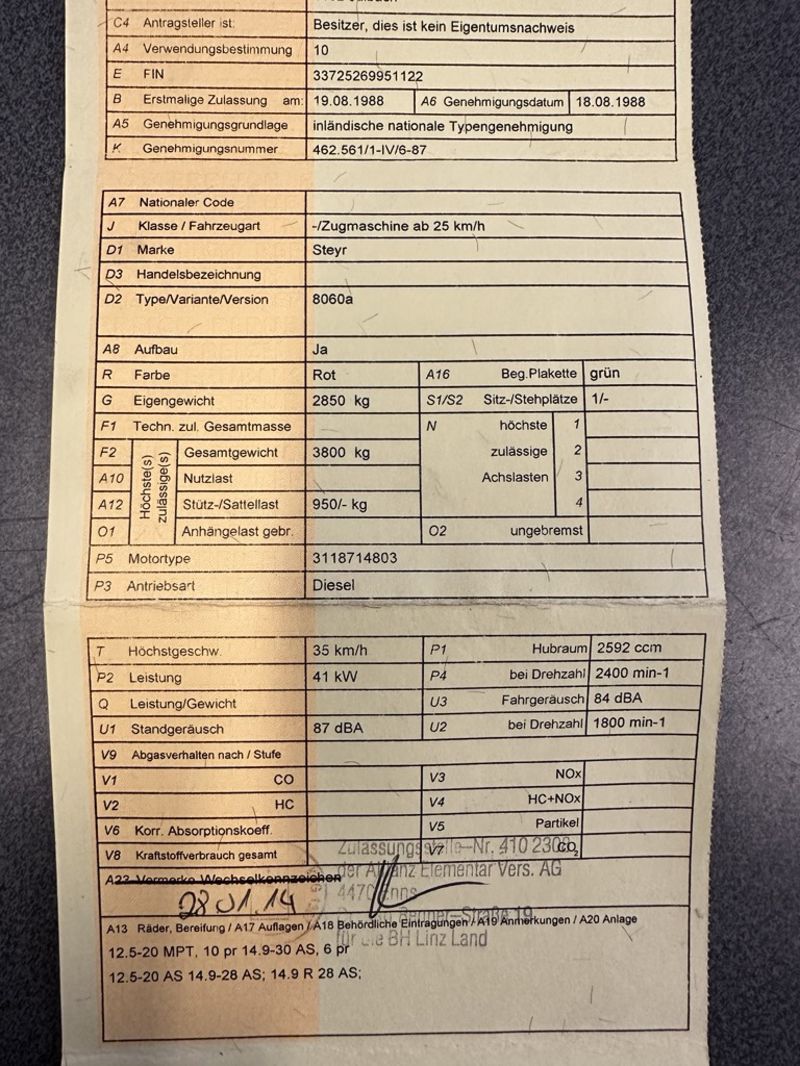 C4 Antragsteller ist: Besitzer, dies ist kein Eigentumsnachweis
A4 Verwendungsbestimmung 10
E FIN 33725269951122
B Erstmalige Zulassung am: 19.08.1988 A6 Genehmigungsdatum 18.08.1988
A5 Genehmigungsgrundlage inländische nationale Typengenehmigung
K Genehmigungsnummer 462.561/1-IV/6-87
A7 Nationaler Code
J Klasse / Fahrzeugart -/Zugmaschine ab 25 km/h
D1 Marke Steyr
D3 Handelsbezeichnung
D2 Type/Variante/Version 8060a
A8 Aufbau Ja
R Farbe Rot A16 Beg.Plakette grün
G Eigengewicht 2850 kg S1/S2 Sitz-/Stehplätze 1/-
F1 Techn. zul. Gesamtmasse N höchste 1
F2 Höchste(s) zulässige(s) Gesamtgewicht 3800 kg zulässige 2
A10 Nutzlast Achslasten 3
A12 Stütz-/Sattellast 950/- kg 4
O1 Anhängelast gebr. O2 ungebremst
P5 Motortype 3118714803
P3 Antriebsart Diesel
T Höchstgeschw. 35 km/h P1 Hubraum 2592 ccm
P2 Leistung 41 kW P4 bei Drehzahl 2400 min-1
Q Leistung/Gewicht U3 Fahrgeräusch 84 dBA
U1 Standgeräusch 87 dBA U2 bei Drehzahl 1800 min-1
V9 Abgasverhalten nach / Stufe
V1 CO V3 NOx
V2 HC V4 HC+NOx
V6 Korr. Absorptionskoeff. V5 Partikel
V8 Kraftstoffverbrauch gesamt V7 CO2
Zulassungsstelle-Nr. 410 230
der Allianz Elementar Vers. AG
A22 Vermerke Wechselkennzeichen
4470 Enns
28.01.14
Straße 19
für die BH Linz Land
A13 Räder, Bereifung / A17 Auflagen / A18 Behördliche Eintragungen / A19 Anmerkungen / A20 Anlage
12.5-20 MPT, 10 pr 14.9-30 AS, 6 pr
12.5-20 AS 14.9-28 AS; 14.9 R 28 AS;